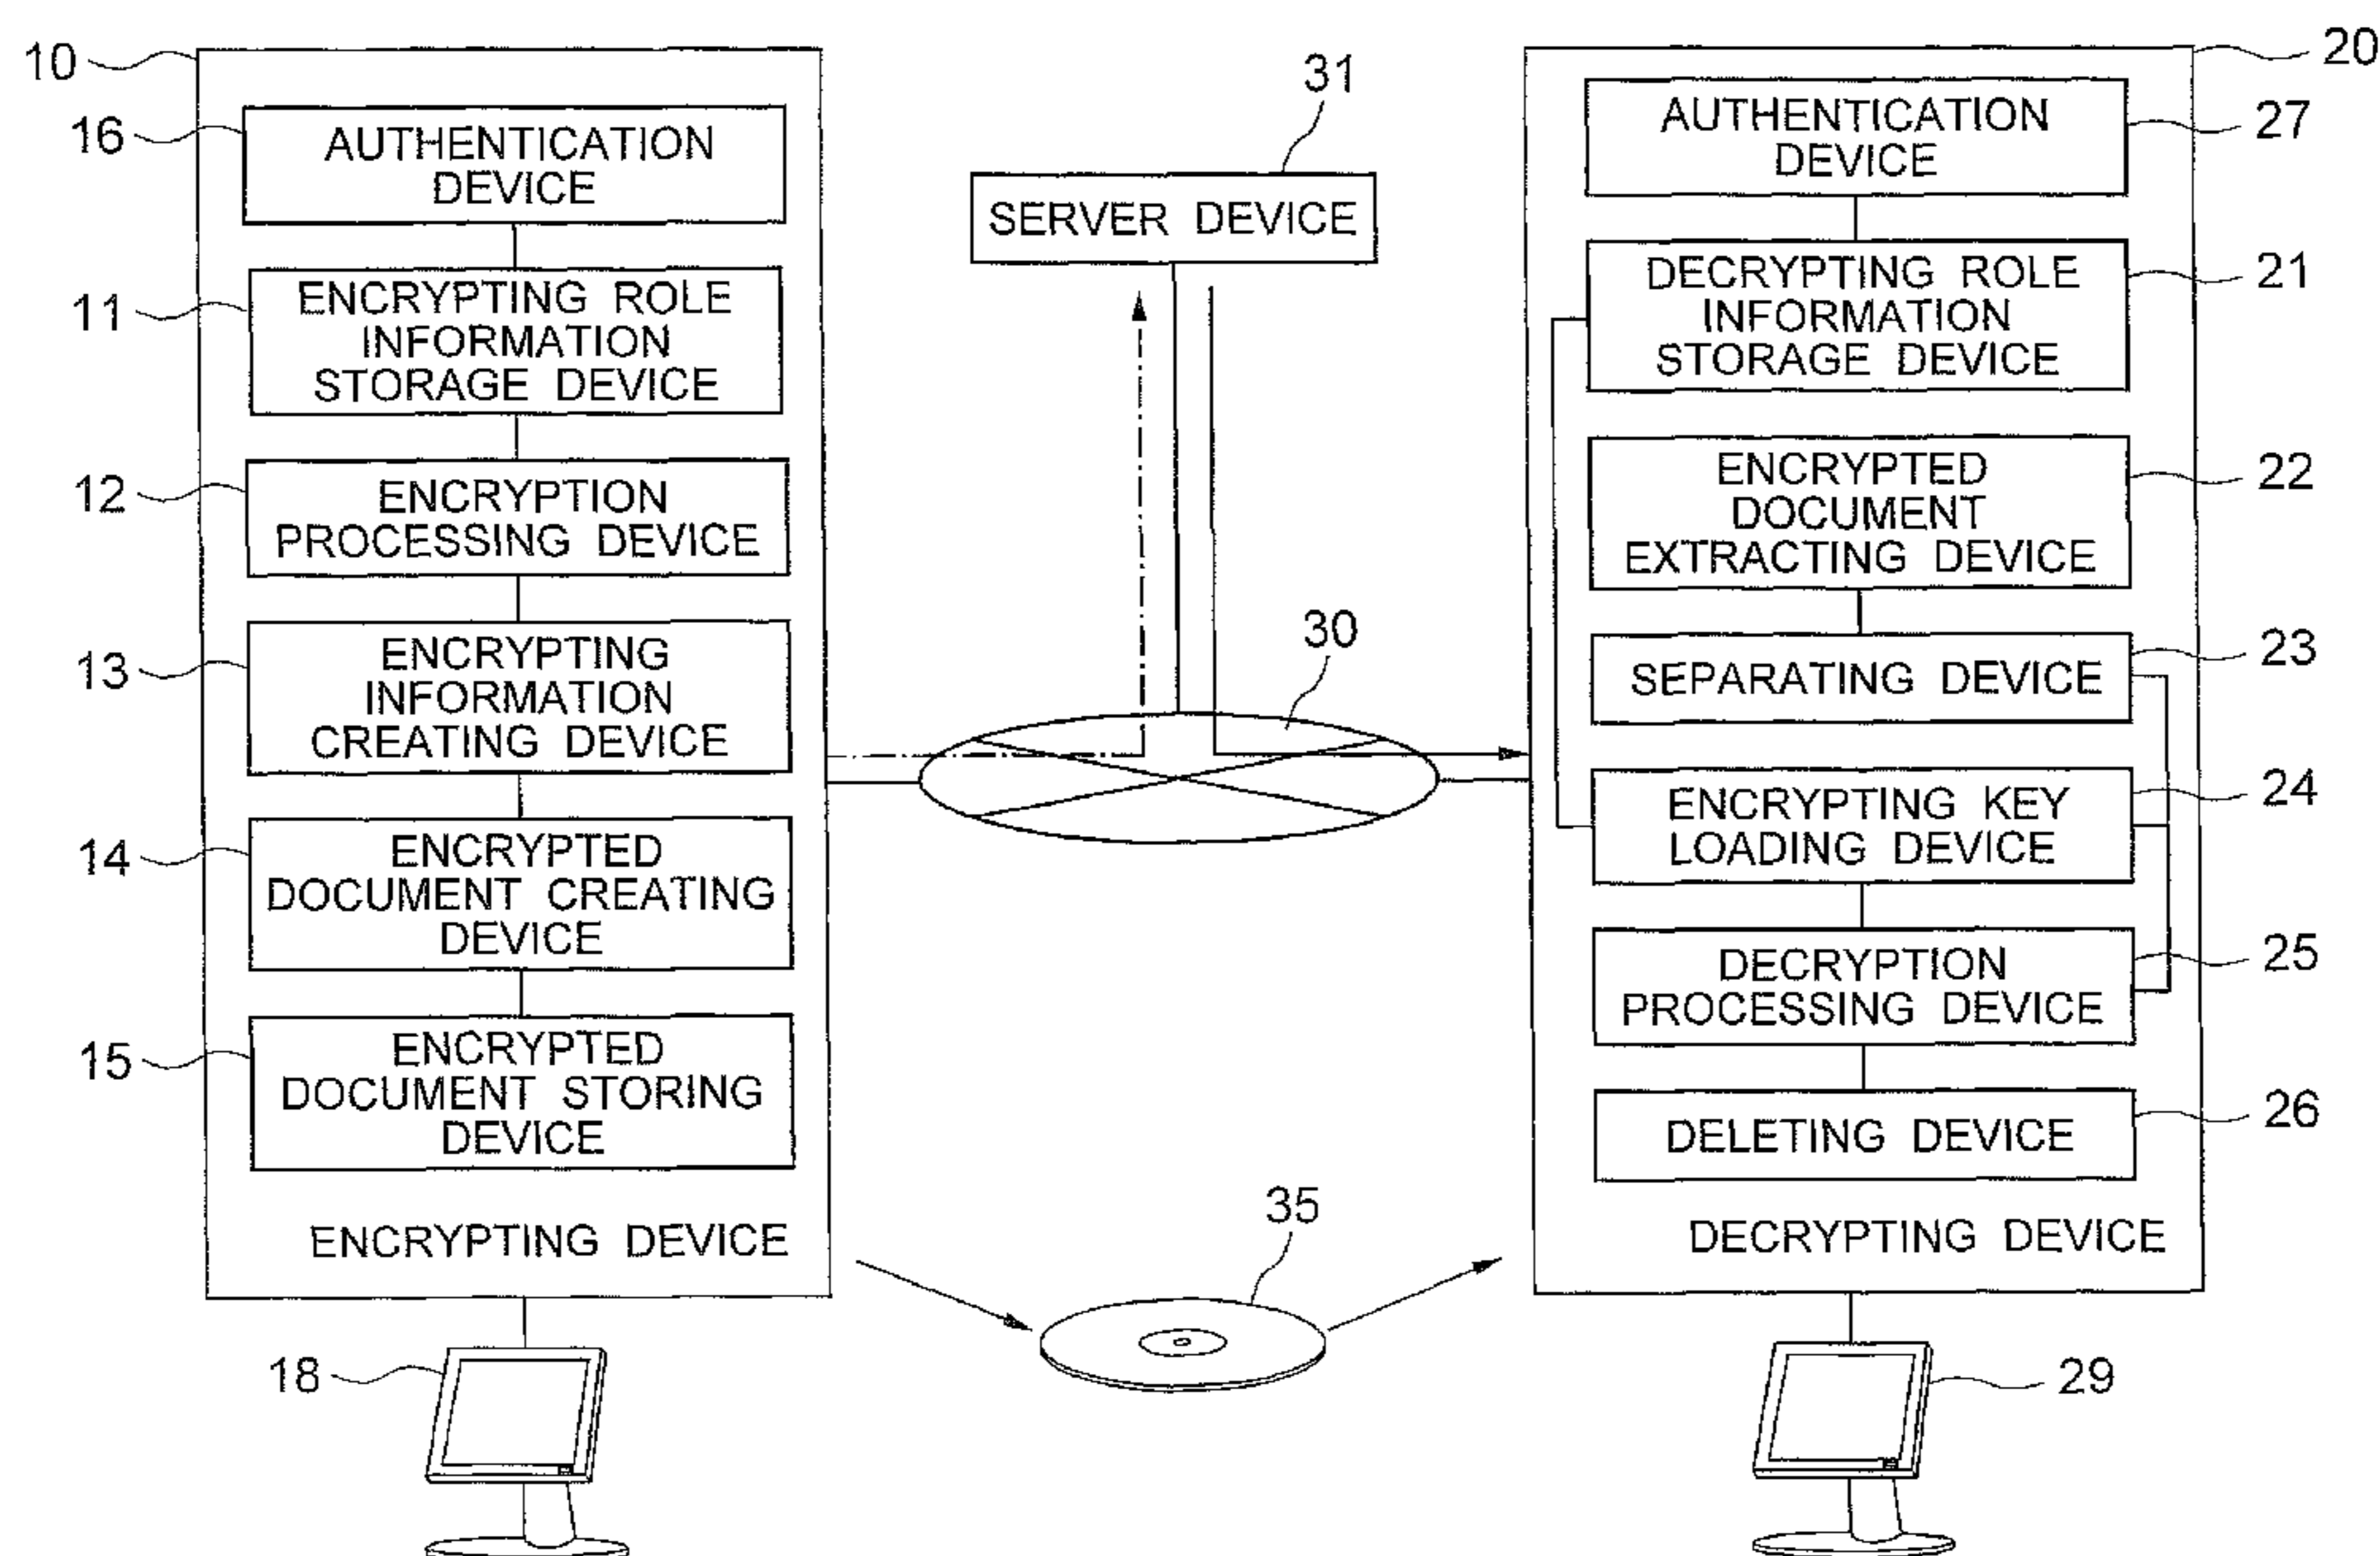 10
16
AUTHENTICATION
DEVICE
11
ENCRYPTING ROLE
INFORMATION
STORAGE DEVICE
12
ENCRYPTION
PROCESSING DEVICE
13
ENCRYPTING
INFORMATION
CREATING DEVICE
14
ENCRYPTED
DOCUMENT CREATING
DEVICE
15
ENCRYPTED
DOCUMENT STORING
DEVICE
ENCRYPTING DEVICE
18
31
SERVER DEVICE
30
35
20
AUTHENTICATION
DEVICE
27
DECRYPTING ROLE
INFORMATION
STORAGE DEVICE
21
ENCRYPTED
DOCUMENT
EXTRACTING DEVICE
22
SEPARATING DEVICE
23
ENCRYPTING KEY
LOADING DEVICE
24
DECRYPTION
PROCESSING DEVICE
25
DELETING DEVICE
26
DECRYPTING DEVICE
29